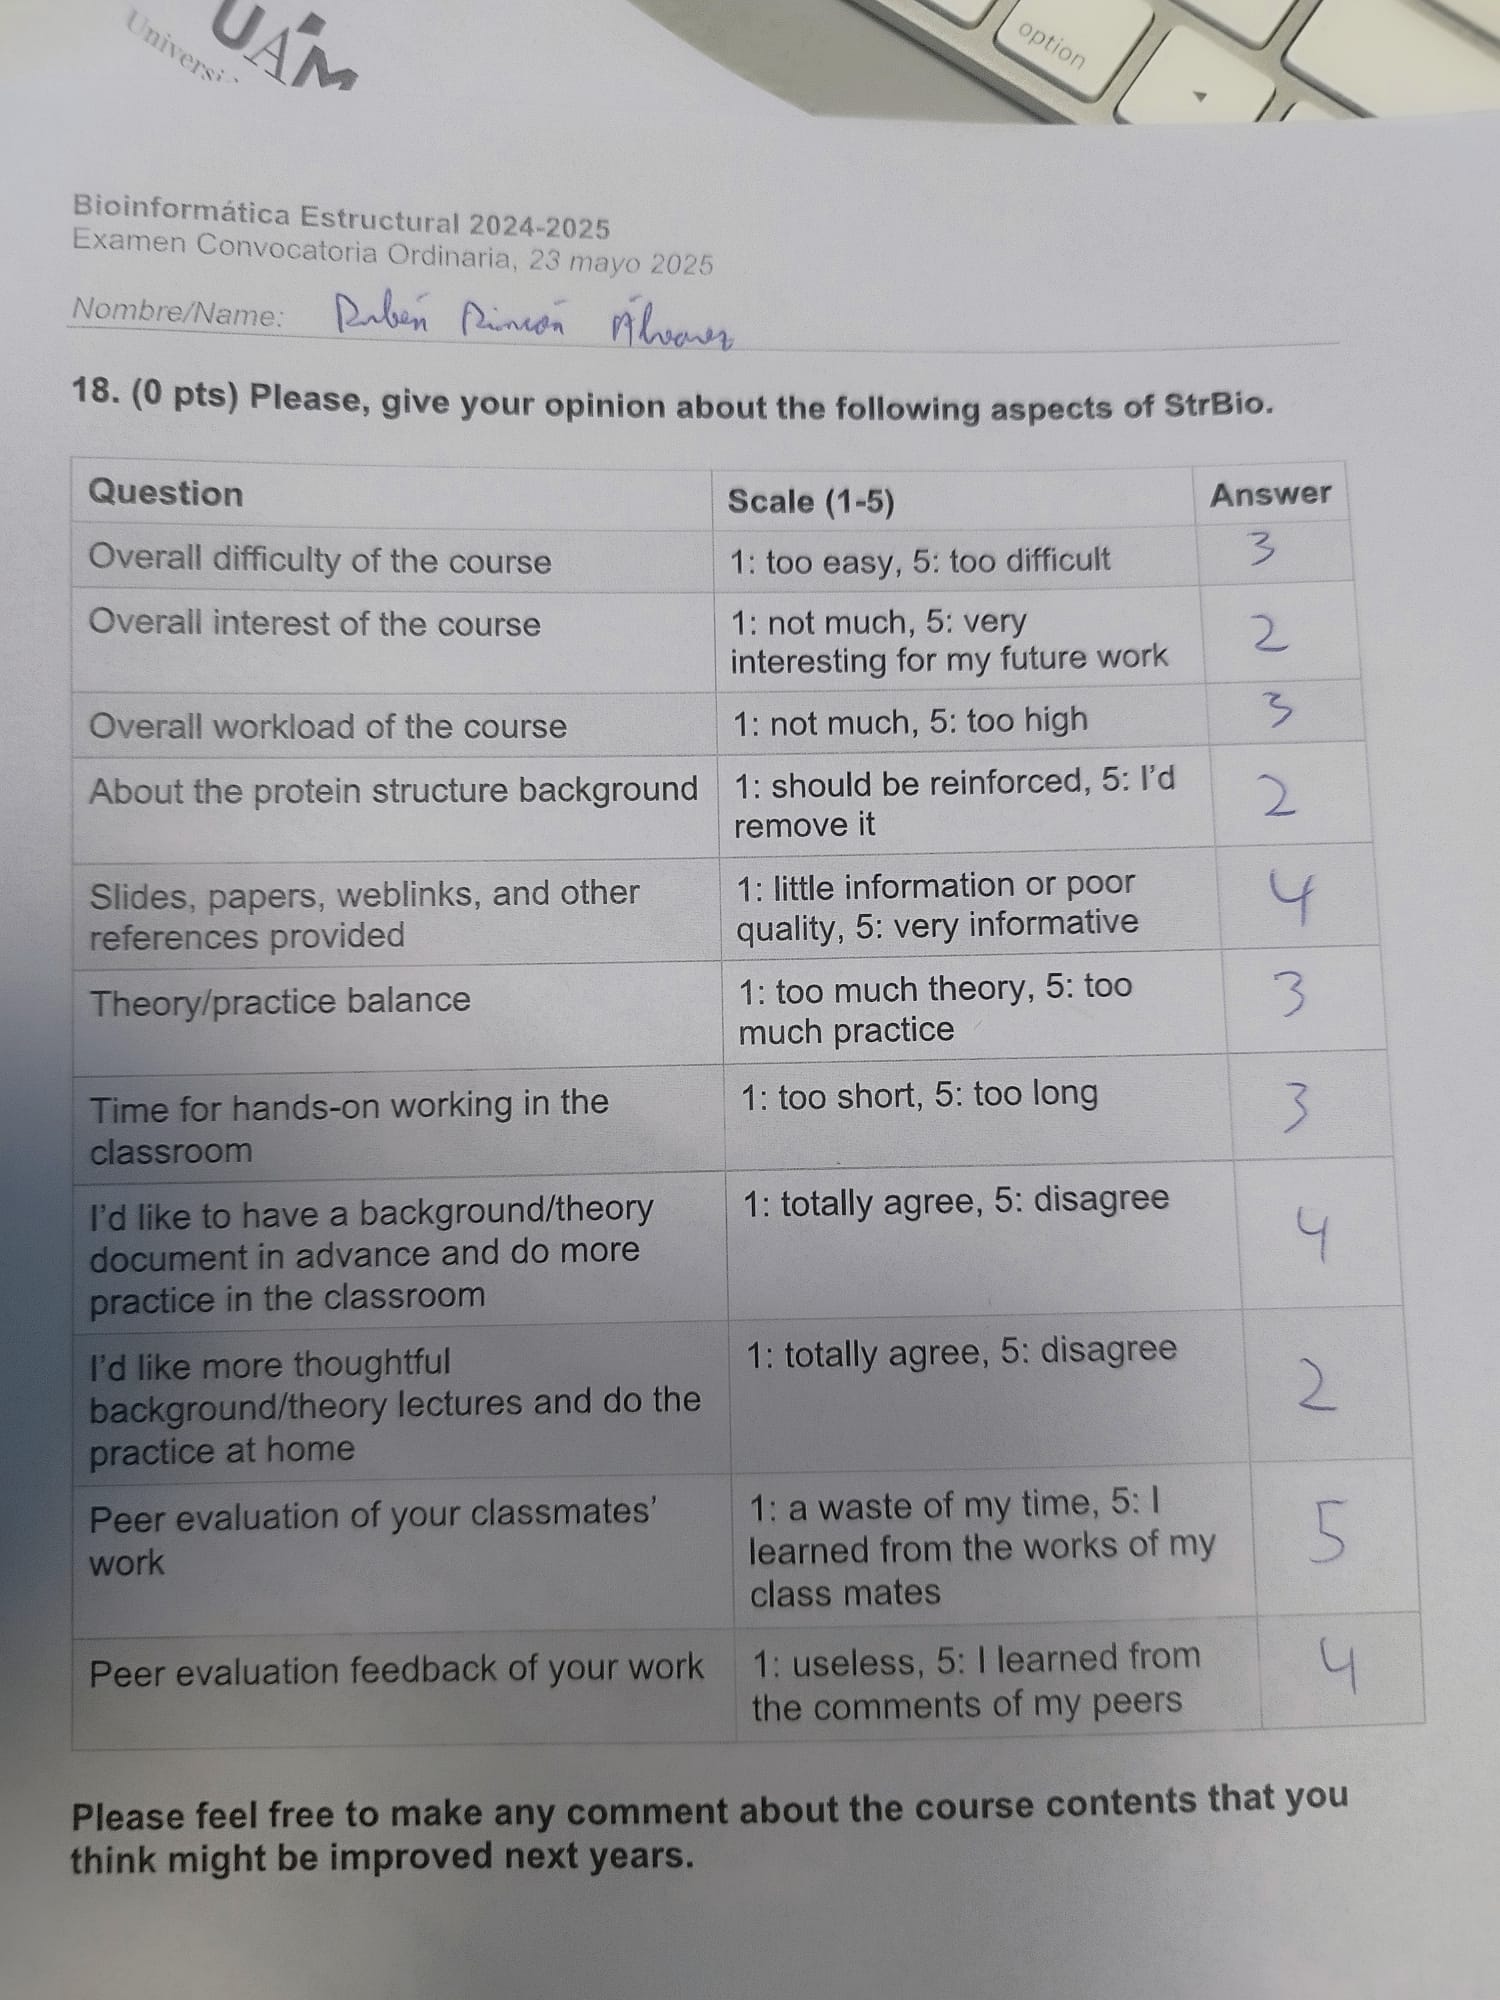 UAM
option
Bioinformática Estructural 2024-2025
Examen Convocatoria Ordinaria, 23 mayo 2025
Nombre/Name: Rubén Rincón Álvarez
18. (0 pts) Please, give your opinion about the following aspects of StrBio.
Question Scale (1-5) Answer
Overall difficulty of the course 1: too easy, 5: too difficult 3
Overall interest of the course 1: not much, 5: very
interesting for my future work 2
Overall workload of the course 1: not much, 5: too high 3
About the protein structure background 1: should be reinforced, 5: I'd
remove it 2
Slides, papers, weblinks, and other
references provided 1: little information or poor
quality, 5: very informative 4
Theory/practice balance 1: too much theory, 5: too
much practice 3
Time for hands-on working in the
classroom 1: too short, 5: too long 3
I'd like to have a background/theory
document in advance and do more
practice in the classroom 1: totally agree, 5: disagree 4
I'd like more thoughtful
background/theory lectures and do the
practice at home 1: totally agree, 5: disagree 2
Peer evaluation of your classmates'
work 1: a waste of my time, 5: I
learned from the works of my
class mates 5
Peer evaluation feedback of your work 1: useless, 5: I learned from
the comments of my peers 4
Please feel free to make any comment about the course contents that you
think might be improved next years.